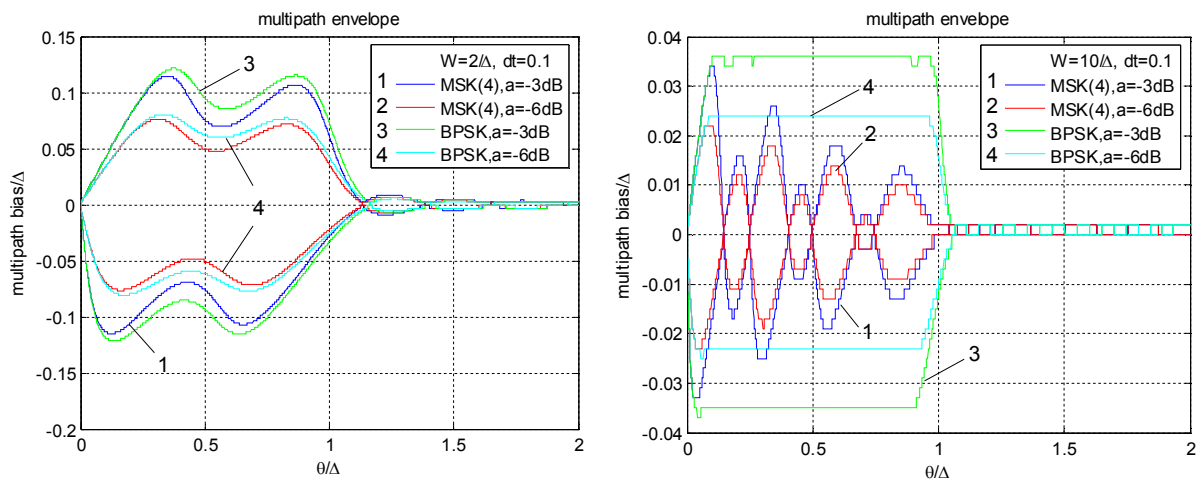 multipath envelope
multipath bias/Δ
0.15
0.1
0.05
0
-0.05
-0.1
-0.15
-0.2
0
0.5
1
1.5
2
θ/Δ
W=2/Δ, dt=0.1
1 MSK(4),a=-3dB
2 MSK(4),a=-6dB
3 BPSK,a=-3dB
4 BPSK,a=-6dB
3
4
1
multipath envelope
multipath bias/Δ
0.04
0.03
0.02
0.01
0
-0.01
-0.02
-0.03
-0.04
0
0.5
1
1.5
2
θ/Δ
W=10/Δ, dt=0.1
1 MSK(4),a=-3dB
2 MSK(4),a=-6dB
3 BPSK,a=-3dB
4 BPSK,a=-6dB
4
2
1
3